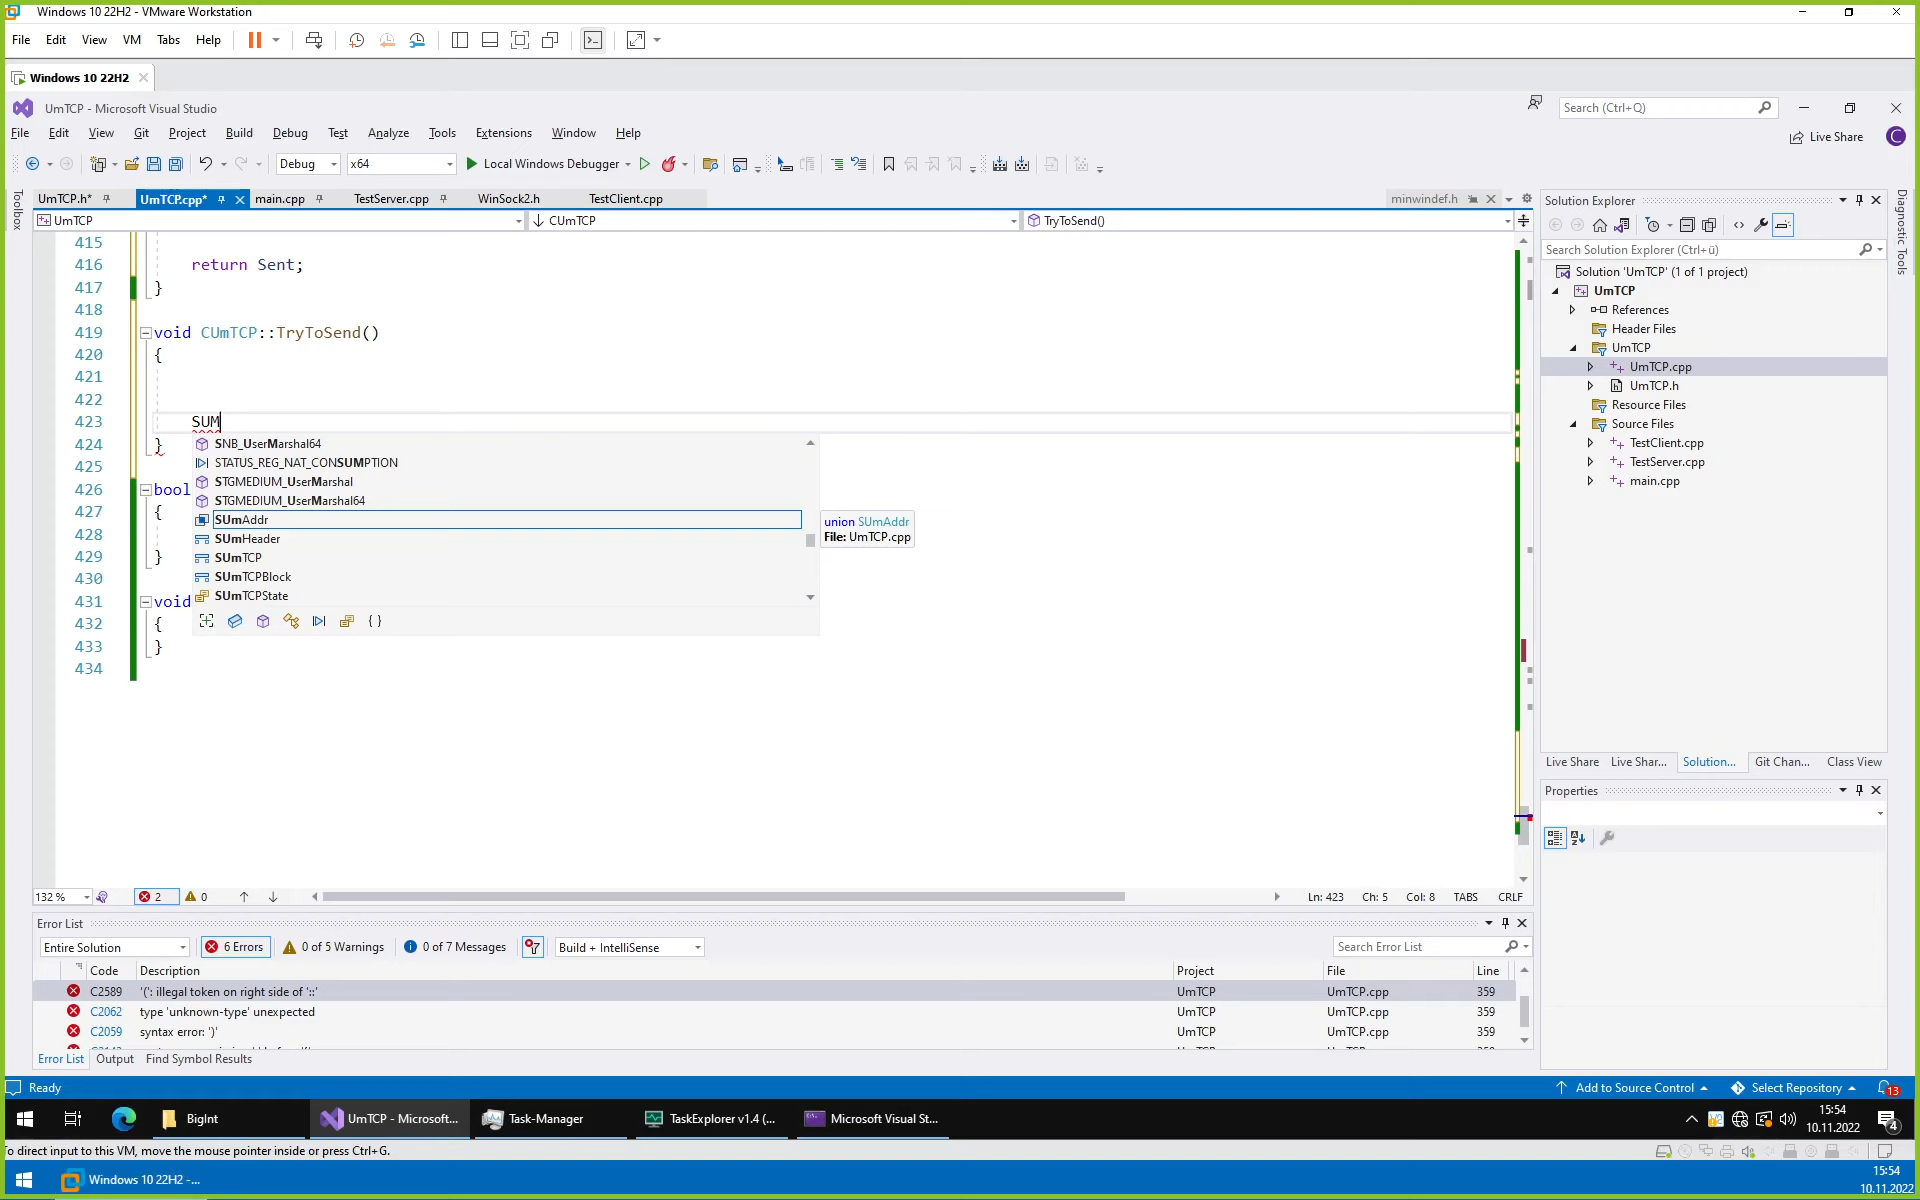 Windows 10 22H2 - VMware Workstation
File Edit View VM Tabs Help
Windows 10 22H2
UmTCP - Microsoft Visual Studio
Search (Ctrl+Q)
File Edit View Git Project Build Debug Test Analyze Tools Extensions Window Help
Live Share
C
Debug x64 Local Windows Debugger
Toolbox
UmTCP.h* UmTCP.cpp* main.cpp TestServer.cpp WinSock2.h TestClient.cpp minwindef.h
UmTCP CUmTCP TryToSend()
415
416 return Sent;
417 }
418
419 void CUmTCP::TryToSend()
420 {
421
422
423 SUM
424 }
425
426 bool
427 {
428
429 }
430
431 void
432 {
433 }
434
SNB_UserMarshal64
STATUS_REG_NAT_CONSUMPTION
STGMEDIUM_UserMarshal
STGMEDIUM_UserMarshal64
SUmAddr
SUmHeader
SUmTCP
SUmTCPBlock
SUmTCPState
union SUmAddr
File: UmTCP.cpp
132 % 2 0 Ln: 423 Ch: 5 Col: 8 TABS CRLF
Solution Explorer
Search Solution Explorer (Ctrl+ü)
Solution 'UmTCP' (1 of 1 project)
UmTCP
References
Header Files
UmTCP
UmTCP.cpp
UmTCP.h
Resource Files
Source Files
TestClient.cpp
TestServer.cpp
main.cpp
Live Share Live Shar... Solution... Git Chan... Class View
Properties
Diagnostic Tools
Error List
Entire Solution 6 Errors 0 of 5 Warnings 0 of 7 Messages Build + IntelliSense Search Error List
Code Description Project File Line
C2589 '(': illegal token on right side of '::' UmTCP UmTCP.cpp 359
C2062 type 'unknown-type' unexpected UmTCP UmTCP.cpp 359
C2059 syntax error: ')' UmTCP UmTCP.cpp 359
Error List Output Find Symbol Results
Ready Add to Source Control Select Repository 13
BigInt UmTCP - Microsoft... Task-Manager TaskExplorer v1.4 (... Microsoft Visual St...
15:54
10.11.2022
4
To direct input to this VM, move the mouse pointer inside or press Ctrl+G.
Windows 10 22H2 -...
15:54
10.11.2022